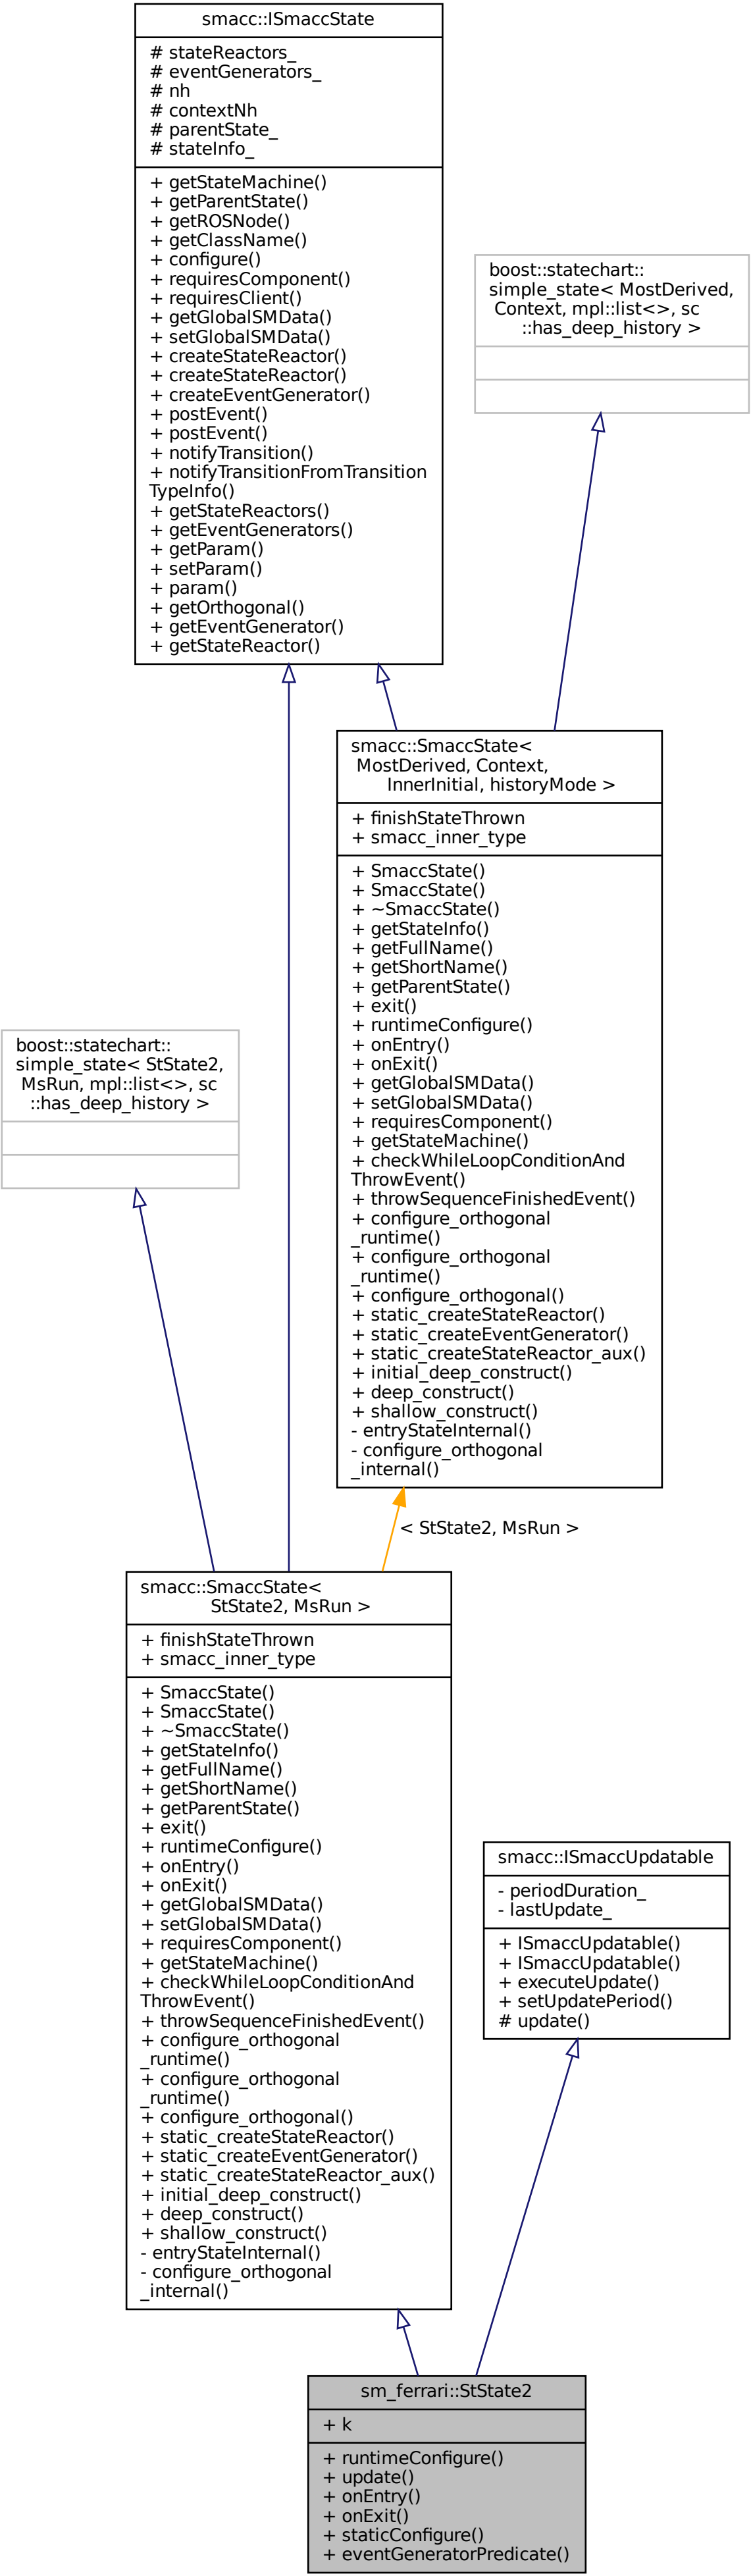 smacc::ISmaccState
# stateReactors_
# eventGenerators_
# nh
# contextNh
# parentState_
# stateInfo_
+ getStateMachine()
+ getParentState()
+ getROSNode()
+ getClassName()
+ configure()
+ requiresComponent()
+ requiresClient()
+ getGlobalSMData()
+ setGlobalSMData()
+ createStateReactor()
+ createStateReactor()
+ createEventGenerator()
+ postEvent()
+ postEvent()
+ notifyTransition()
+ notifyTransitionFromTransition
TypeInfo()
+ getStateReactors()
+ getEventGenerators()
+ getParam()
+ setParam()
+ param()
+ getOrthogonal()
+ getEventGenerator()
+ getStateReactor()
boost::statechart::
simple_state< MostDerived,
Context, mpl::list<>, sc
::has_deep_history >
smacc::SmaccState<
MostDerived, Context,
InnerInitial, historyMode >
+ finishStateThrown
+ smacc_inner_type
+ SmaccState()
+ SmaccState()
+ ~SmaccState()
+ getStateInfo()
+ getFullName()
+ getShortName()
+ getParentState()
+ exit()
+ runtimeConfigure()
+ onEntry()
+ onExit()
+ getGlobalSMData()
+ setGlobalSMData()
+ requiresComponent()
+ getStateMachine()
+ checkWhileLoopConditionAnd
ThrowEvent()
+ throwSequenceFinishedEvent()
+ configure_orthogonal
_runtime()
+ configure_orthogonal
_runtime()
+ configure_orthogonal()
+ static_createStateReactor()
+ static_createEventGenerator()
+ static_createStateReactor_aux()
+ initial_deep_construct()
+ deep_construct()
+ shallow_construct()
- entryStateInternal()
- configure_orthogonal
_internal()
boost::statechart::
simple_state< StState2,
MsRun, mpl::list<>, sc
::has_deep_history >
< StState2, MsRun >
smacc::SmaccState<
StState2, MsRun >
+ finishStateThrown
+ smacc_inner_type
+ SmaccState()
+ SmaccState()
+ ~SmaccState()
+ getStateInfo()
+ getFullName()
+ getShortName()
+ getParentState()
+ exit()
+ runtimeConfigure()
+ onEntry()
+ onExit()
+ getGlobalSMData()
+ setGlobalSMData()
+ requiresComponent()
+ getStateMachine()
+ checkWhileLoopConditionAnd
ThrowEvent()
+ throwSequenceFinishedEvent()
+ configure_orthogonal
_runtime()
+ configure_orthogonal
_runtime()
+ configure_orthogonal()
+ static_createStateReactor()
+ static_createEventGenerator()
+ static_createStateReactor_aux()
+ initial_deep_construct()
+ deep_construct()
+ shallow_construct()
- entryStateInternal()
- configure_orthogonal
_internal()
smacc::ISmaccUpdatable
- periodDuration_
- lastUpdate_
+ ISmaccUpdatable()
+ ISmaccUpdatable()
+ executeUpdate()
+ setUpdatePeriod()
# update()
sm_ferrari::StState2
+ k
+ runtimeConfigure()
+ update()
+ onEntry()
+ onExit()
+ staticConfigure()
+ eventGeneratorPredicate()